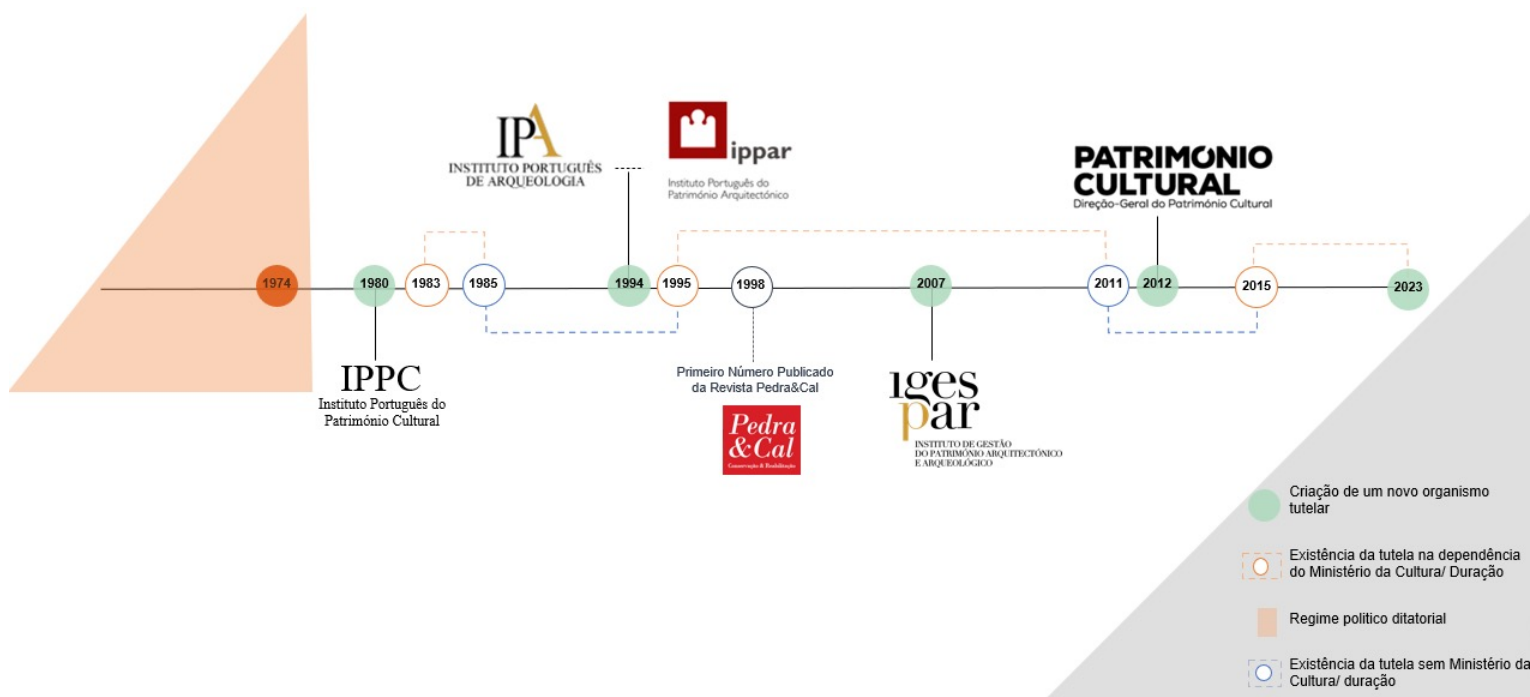 IPA
INSTITUTO PORTUGUÊS
DE ARQUEOLOGIA
ippar
Instituto Português do
Património Arquitectónico
PATRIMÓNIO
CULTURAL
Direção-Geral do Património Cultural
1974
1980
1983
1985
1994
1995
1998
2007
2011
2012
2015
2023
IPPC
Instituto Português do
Património Cultural
Primeiro Número Publicado
da Revista Pedra&Cal
Pedra
&Cal
Conservação & Reabilitação
igespar
INSTITUTO DE GESTÃO
DO PATRIMÓNIO ARQUITECTÓNICO
E ARQUEOLÓGICO
Criação de um novo organismo
tutelar
Existência da tutela na dependência
do Ministério da Cultura/ Duração
Regime politico ditatorial
Existência da tutela sem Ministério da
Cultura/ duração